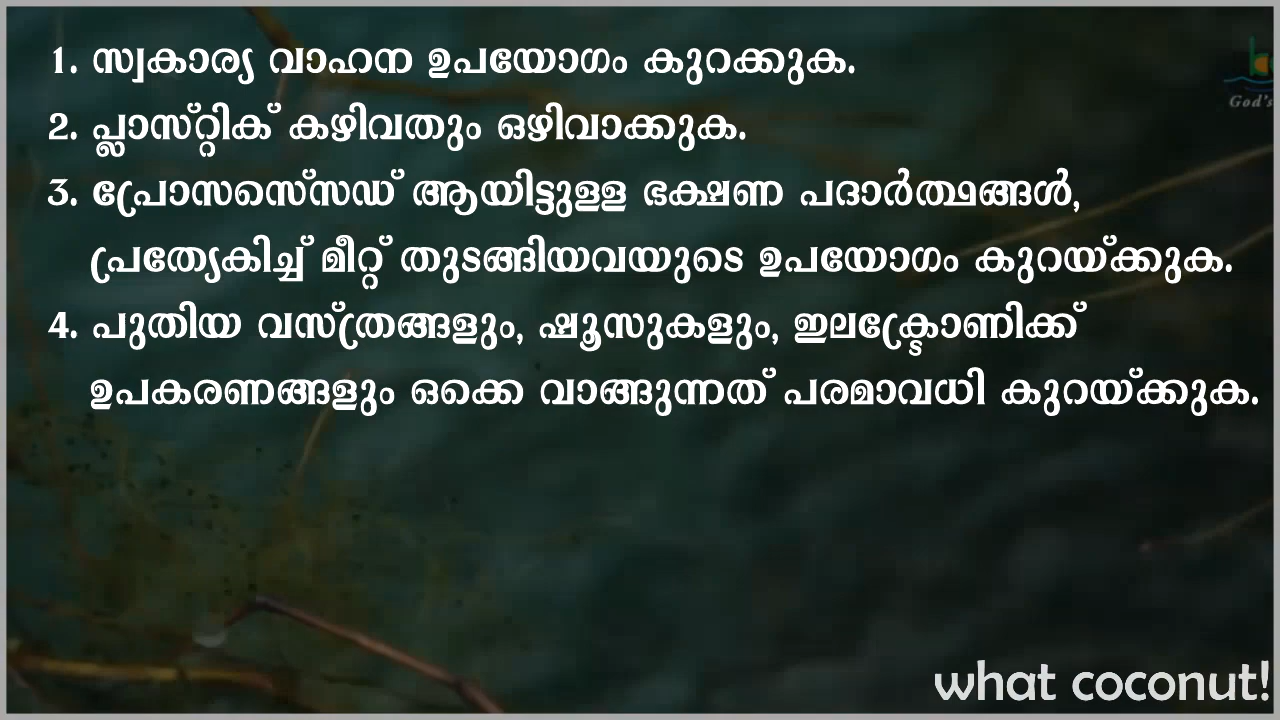 1. സ്വകാര്യ വാഹന ഉപയോഗം കുറക്കുക.
2. പ്ലാസ്റ്റിക് കഴിവതും ഒഴിവാക്കുക.
3. പ്രോസസെ്സഡ് ആയിട്ടുള്ള ഭക്ഷണ പദാർത്ഥങ്ങൾ,
പ്രത്യേകിച്ച് മീറ്റ് തുടങ്ങിയവയുടെ ഉപയോഗം കുറയ്ക്കുക.
4. പുതിയ വസ്ത്രങ്ങളും, ഷൂസുകളും, ഇലക്ട്രോണിക്ക്
ഉപകരണങ്ങളും ഒക്കെ വാങ്ങുന്നത് പരമാവധി കുറയ്ക്കുക.
God's
what coconut!